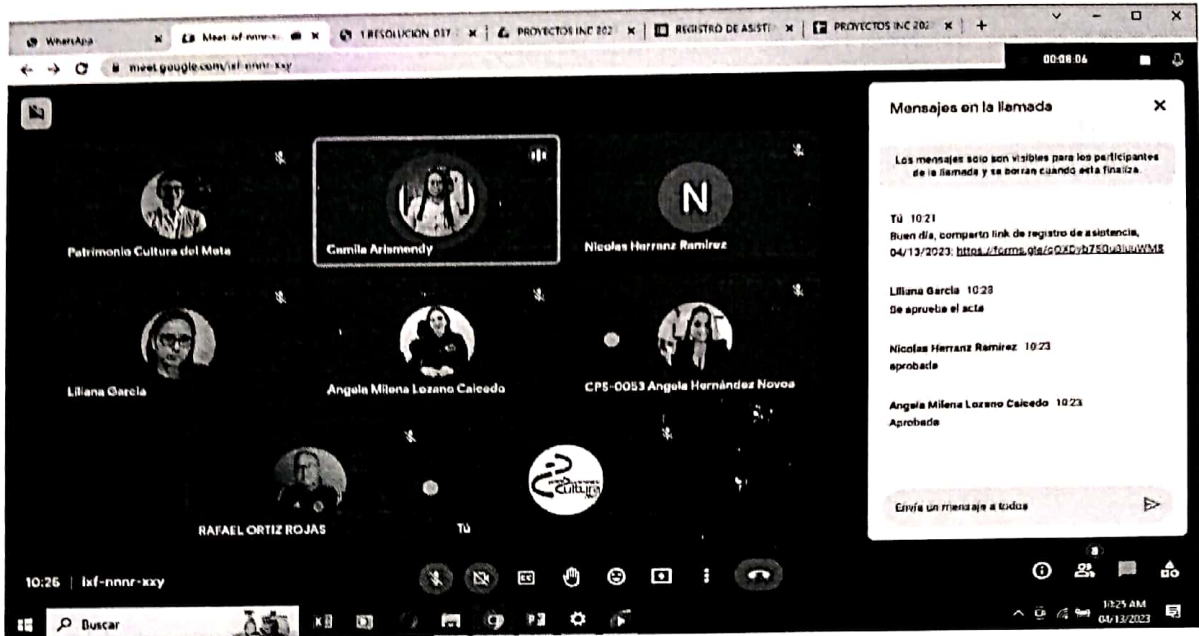 WhatsApp
Meet
1 RESOLUCIÓN 037
PROYECTOS INC 202
REGISTRO DE ASISTE
PROYECTOS INC 202
meet.google.com/ixf-nnnr-xxy
00:08:06
Patrimonio Cultura del Meta
Camila Arismendy
N
Nicolas Herranz Ramirez
Liliana Garcia
Angela Milena Lozano Caicedo
CPS-0053 Angela Hernández Novoa
RAFAEL ORTIZ ROJAS
Cultura
Tú
Mensajes en la llamada
Los mensajes solo son visibles para los participantes
de la llamada y se borran cuando esta finaliza.
Tú 10:21
Buen día, comparto link de registro de asistencia,
04/13/2023:
Liliana Garcia 10:23
Se aprueba el acta
Nicolas Herranz Ramirez 10:23
aprobada
Angela Milena Lozano Caicedo 10:23
Aprobada
Envía un mensaje a todos
10:26 | ixf-nnnr-xxy
8
Buscar
10:25 AM
04/13/2023